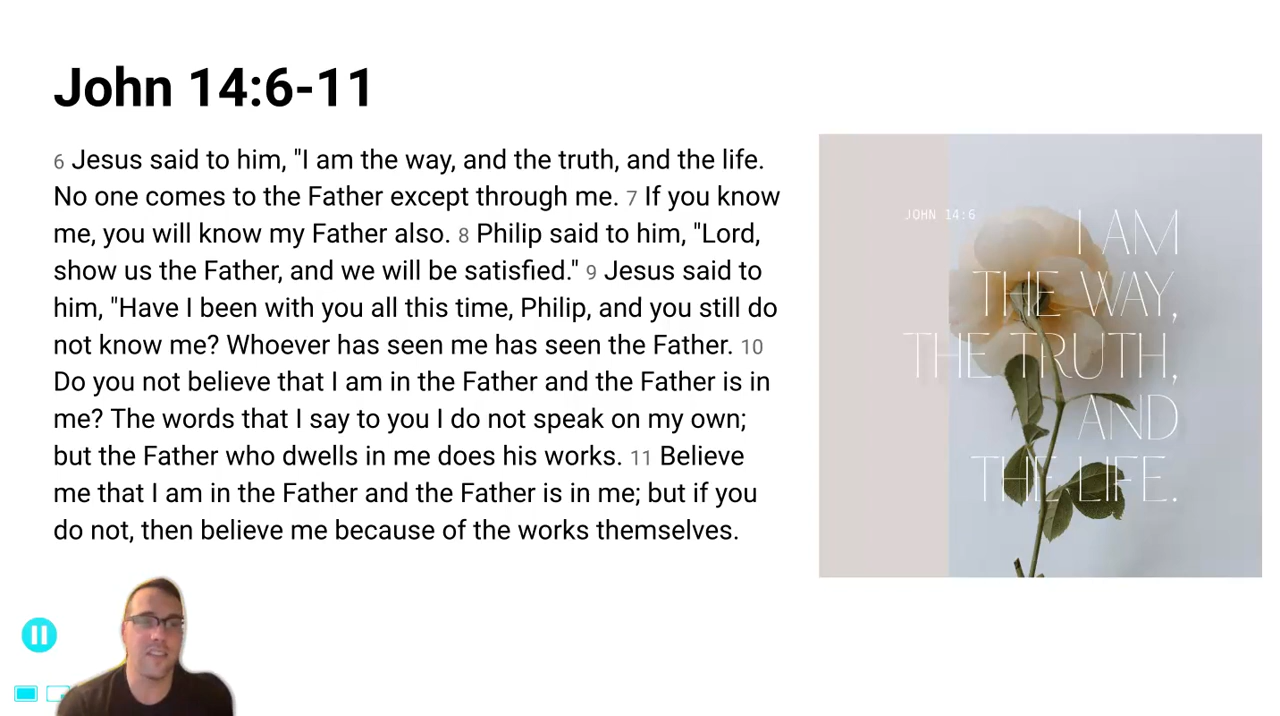 John 14:6-11
6 Jesus said to him, "I am the way, and the truth, and the life.
No one comes to the Father except through me. 7 If you know
me, you will know my Father also. 8 Philip said to him, "Lord,
show us the Father, and we will be satisfied." 9 Jesus said to
him, "Have I been with you all this time, Philip, and you still do
not know me? Whoever has seen me has seen the Father. 10
Do you not believe that I am in the Father and the Father is in
me? The words that I say to you I do not speak on my own;
but the Father who dwells in me does his works. 11 Believe
me that I am in the Father and the Father is in me; but if you
do not, then believe me because of the works themselves.
JOHN 14:6
I AM
THE WAY,
THE TRUTH,
AND
THE LIFE.